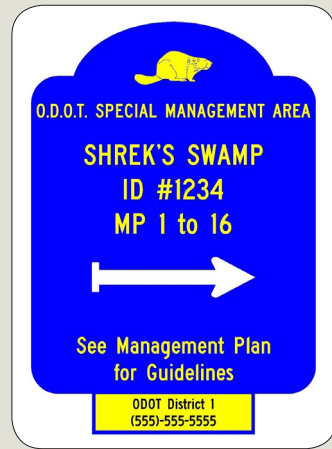 O.D.O.T. SPECIAL MANAGEMENT AREA
SHREK'S SWAMP
ID #1234
MP 1 to 16
See Management Plan
for Guidelines
ODOT District 1
(555)-555-5555